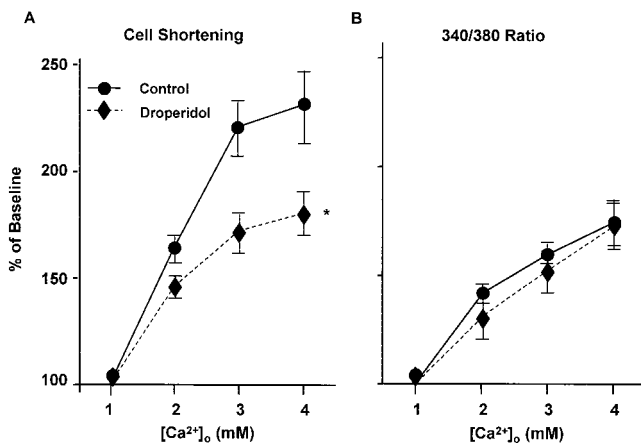 A
Cell Shortening
B
340/380 Ratio
250
200
150
100
% of Baseline
Control
Droperidol
*
1 2 3 4
[Ca²⁺]ₒ (mM)
1 2 3 4
[Ca²⁺]ₒ (mM)